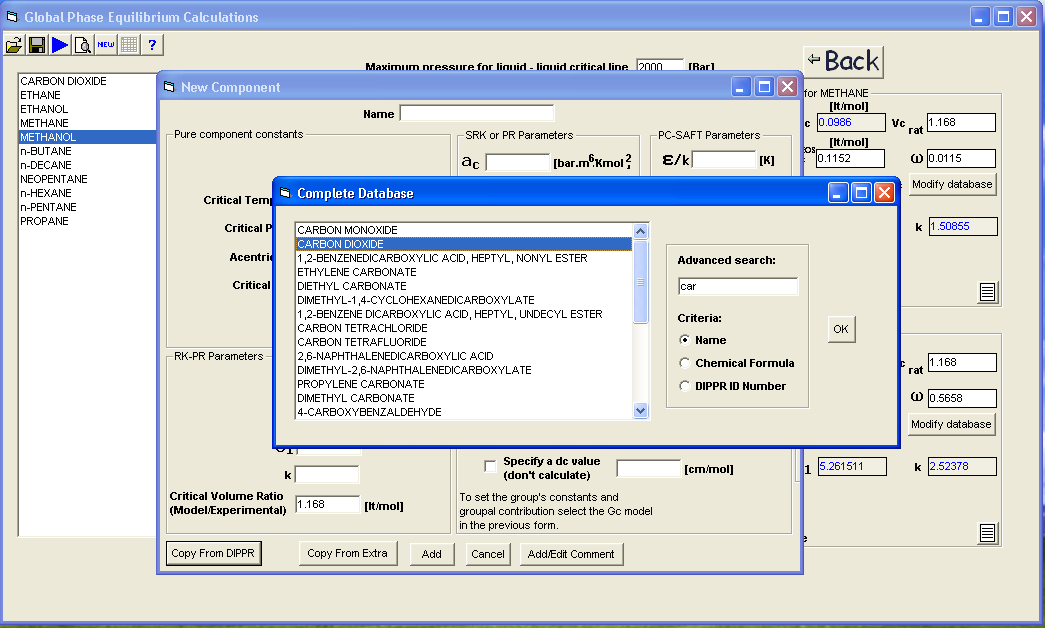 Global Phase Equilibrium Calculations
NEW
?
Maximum pressure for liquid - liquid critical line 2000 [Bar]
Back
CARBON DIOXIDE
ETHANE
ETHANOL
METHANE
METHANOL
n-BUTANE
n-DECANE
NEOPENTANE
n-HEXANE
n-PENTANE
PROPANE
for METHANE
[lt/mol]
c 0.0986 Vc rat 1.168
[lt/mol]
0.1152 ω 0.0115
Modify database
k 1.50855
rat 1.168
ω 0.5658
Modify database
1 5.261511 k 2.52378
New Component
Name
Pure component constants
SRK or PR Parameters
PC-SAFT Parameters
ac [bar.m6Kmol2]
ε/k [K]
Critical Temp
Critical P
Acentri
Critical
RK-PR Parameters
k
Critical Volume Ratio
(Model/Experimental) 1.168 [lt/mol]
Specify a dc value
(don't calculate) [cm/mol]
To set the group's constants and
groupal contribution select the Gc model
in the previous form.
Copy From DIPPR
Copy From Extra
Add
Cancel
Add/Edit Comment
Complete Database
CARBON MONOXIDE
CARBON DIOXIDE
1,2-BENZENEDICARBOXYLIC ACID, HEPTYL, NONYL ESTER
ETHYLENE CARBONATE
DIETHYL CARBONATE
DIMETHYL-1,4-CYCLOHEXANEDICARBOXYLATE
1,2-BENZENE DICARBOXYLIC ACID, HEPTYL, UNDECYL ESTER
CARBON TETRACHLORIDE
CARBON TETRAFLUORIDE
2,6-NAPHTHALENEDICARBOXYLIC ACID
DIMETHYL-2,6-NAPHTHALENEDICARBOXYLATE
PROPYLENE CARBONATE
DIMETHYL CARBONATE
4-CARBOXYBENZALDEHYDE
Advanced search:
car
Criteria:
Name
Chemical Formula
DIPPR ID Number
OK